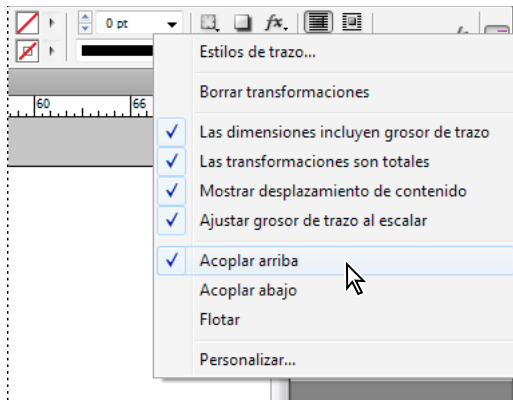 0 pt
fx.
Estilos de trazo...
Borrar transformaciones
60
66
Las dimensiones incluyen grosor de trazo
Las transformaciones son totales
Mostrar desplazamiento de contenido
Ajustar grosor de trazo al escalar
Acoplar arriba
Acoplar abajo
Flotar
Personalizar...